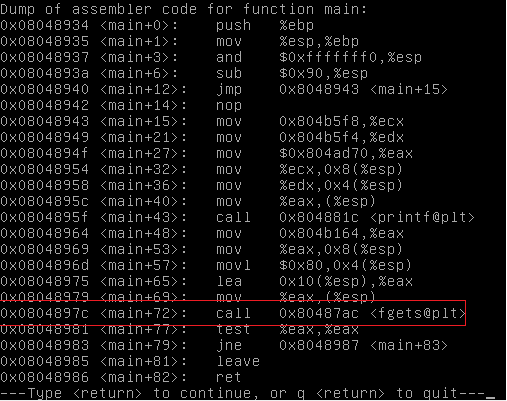 Dump of assembler code for function main:
0x08048934 <main+0>: push %ebp
0x08048935 <main+1>: mov %esp,%ebp
0x08048937 <main+3>: and $0xfffffff0,%esp
0x0804893a <main+6>: sub $0x90,%esp
0x08048940 <main+12>: jmp 0x8048943 <main+15>
0x08048942 <main+14>: nop
0x08048943 <main+15>: mov 0x804b5f8,%ecx
0x08048949 <main+21>: mov 0x804b5f4,%edx
0x0804894f <main+27>: mov $0x804ad70,%eax
0x08048954 <main+32>: mov %ecx,0x8(%esp)
0x08048958 <main+36>: mov %edx,0x4(%esp)
0x0804895c <main+40>: mov %eax,(%esp)
0x0804895f <main+43>: call 0x804881c <printf@plt>
0x08048964 <main+48>: mov 0x804b164,%eax
0x08048969 <main+53>: mov %eax,0x8(%esp)
0x0804896d <main+57>: movl $0x80,0x4(%esp)
0x08048975 <main+65>: lea 0x10(%esp),%eax
0x08048979 <main+69>: mov %eax,(%esp)
0x0804897c <main+72>: call 0x80487ac <fgets@plt>
0x08048981 <main+77>: test %eax,%eax
0x08048983 <main+79>: jne 0x8048987 <main+83>
0x08048985 <main+81>: leave
0x08048986 <main+82>: ret
---Type <return> to continue, or q <return> to quit---